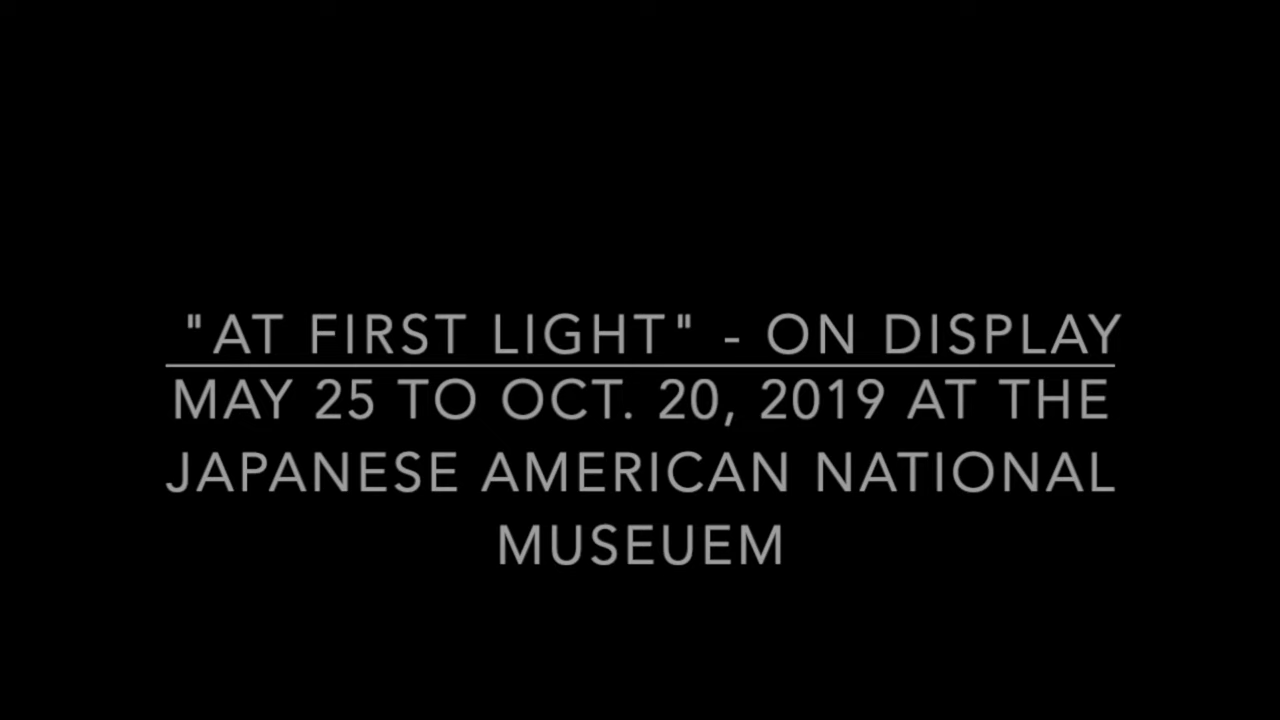 "AT FIRST LIGHT" - ON DISPLAY
MAY 25 TO OCT. 20, 2019 AT THE
JAPANESE AMERICAN NATIONAL
MUSEUEM